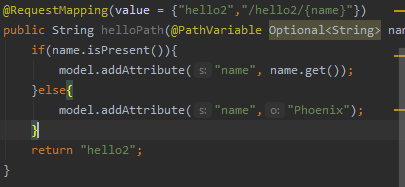 @RequestMapping(value = {"hello2","/hello2/{name}"})
public String helloPath(@PathVariable Optional<String> nam
if(name.isPresent()){
model.addAttribute( s: "name", name.get());
}else{
model.addAttribute( s: "name", o: "Phoenix");
}
return "hello2";
}